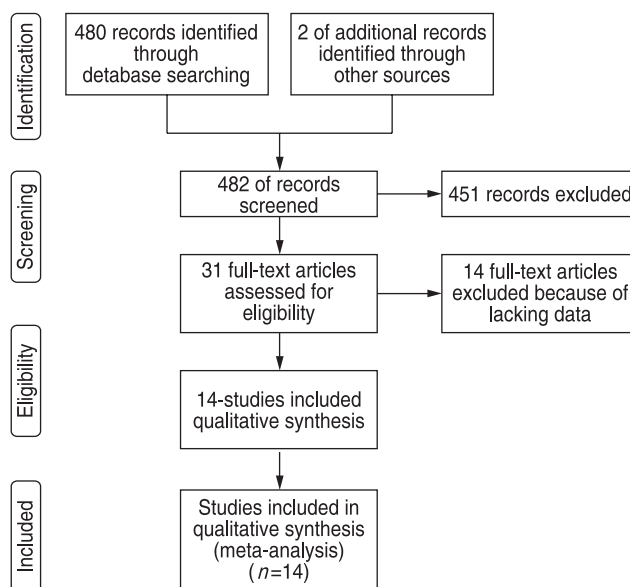 Identification
480 records identified
through
detabase searching
2 of additional records
identified through
other sources
Screening
482 of records
screened
451 records excluded
31 full-text articles
assessed for
eligibility
14 full-text articles
excluded because of
lacking data
Eligibility
14-studies included
qualitative synthesis
Included
Studies included in
qualitative synthesis
(meta-analysis)
(n=14)